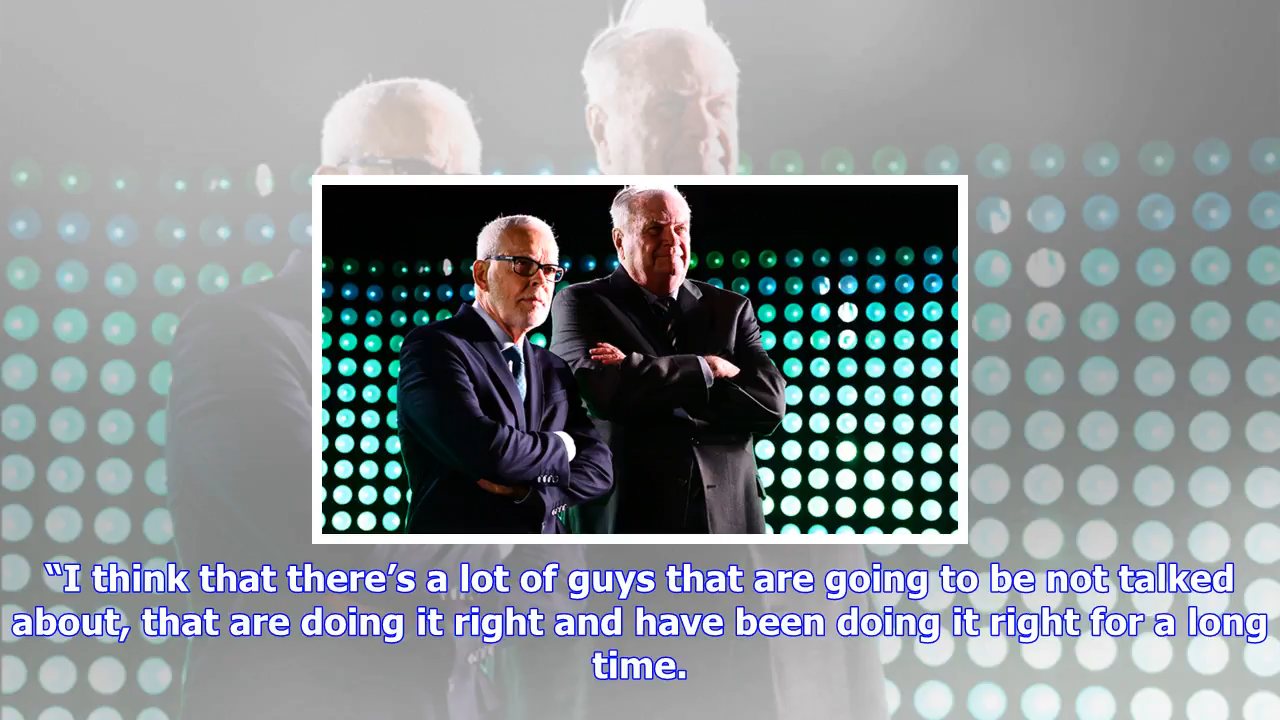 “I think that there’s a lot of guys that are going to be not talked
about, that are doing it right and have been doing it right for a long
time.